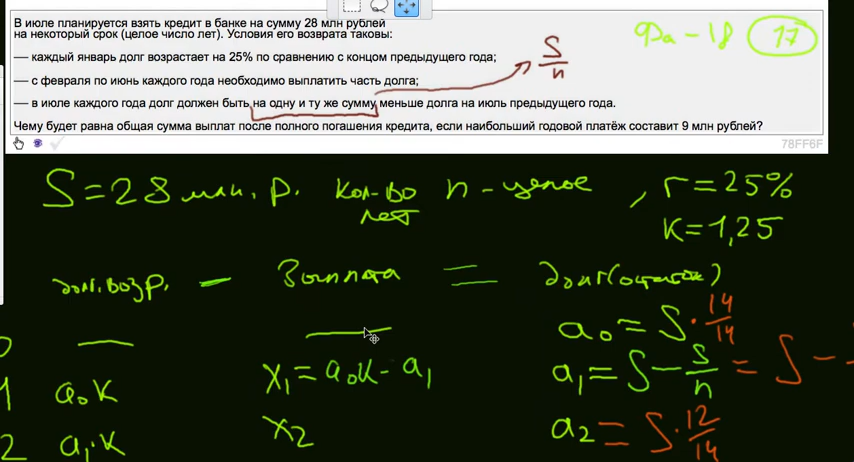 В июле планируется взять кредит в банке на сумму 28 млн рублей
на некоторый срок (целое число лет). Условия его возврата таковы:
— каждый январь долг возрастает на 25% по сравнению с концом предыдущего года;
— с февраля по июнь каждого года необходимо выплатить часть долга;
— в июле каждого года долг должен быть на одну и ту же сумму меньше долга на июль предыдущего года.
Чему будет равна общая сумма выплат после полного погашения кредита, если наибольший годовой платёж составит 9 млн рублей?
S/n
Фа-18 17
78FF6F
S=28 млн. р. кол-во лет n-целое, r=25%
K=1,25
долг.возр. - Выплата = долг(остаток)
0 — — a₀=S·14/14
1 a₀K x₁=a₀K-a₁ a₁=S-S/n=S-
2 a₁·K x₂ a₂=S·12/14